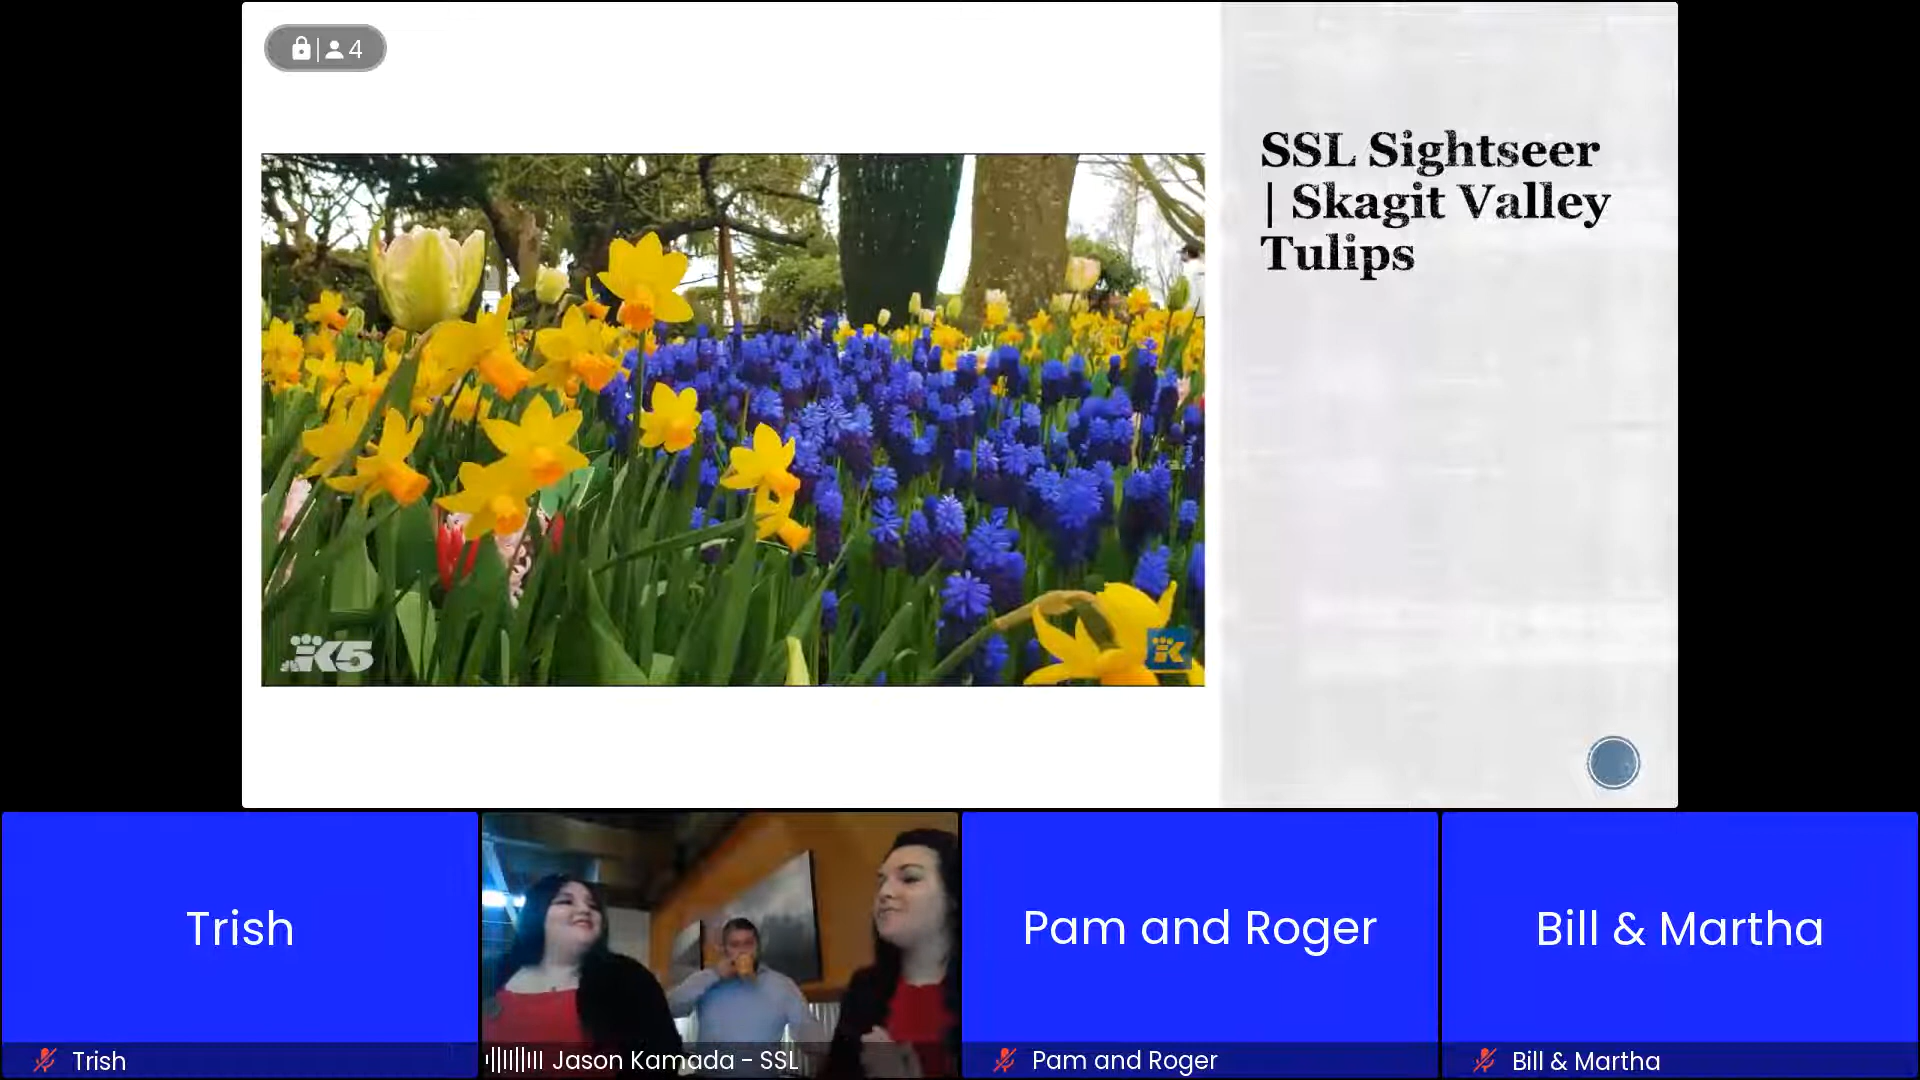 4
SSL Sightseer
| Skagit Valley
Tulips
K5
K
Trish
Pam and Roger
Bill & Martha
Trish
Jason Kamada - SSL
Pam and Roger
Bill & Martha